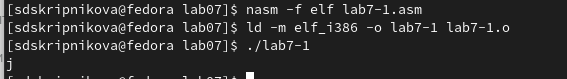 [sdskripnikova@fedora lab07]$ nasm -f elf lab7-1.asm
[sdskripnikova@fedora lab07]$ ld -m elf_i386 -o lab7-1 lab7-1.o
[sdskripnikova@fedora lab07]$ ./lab7-1
j